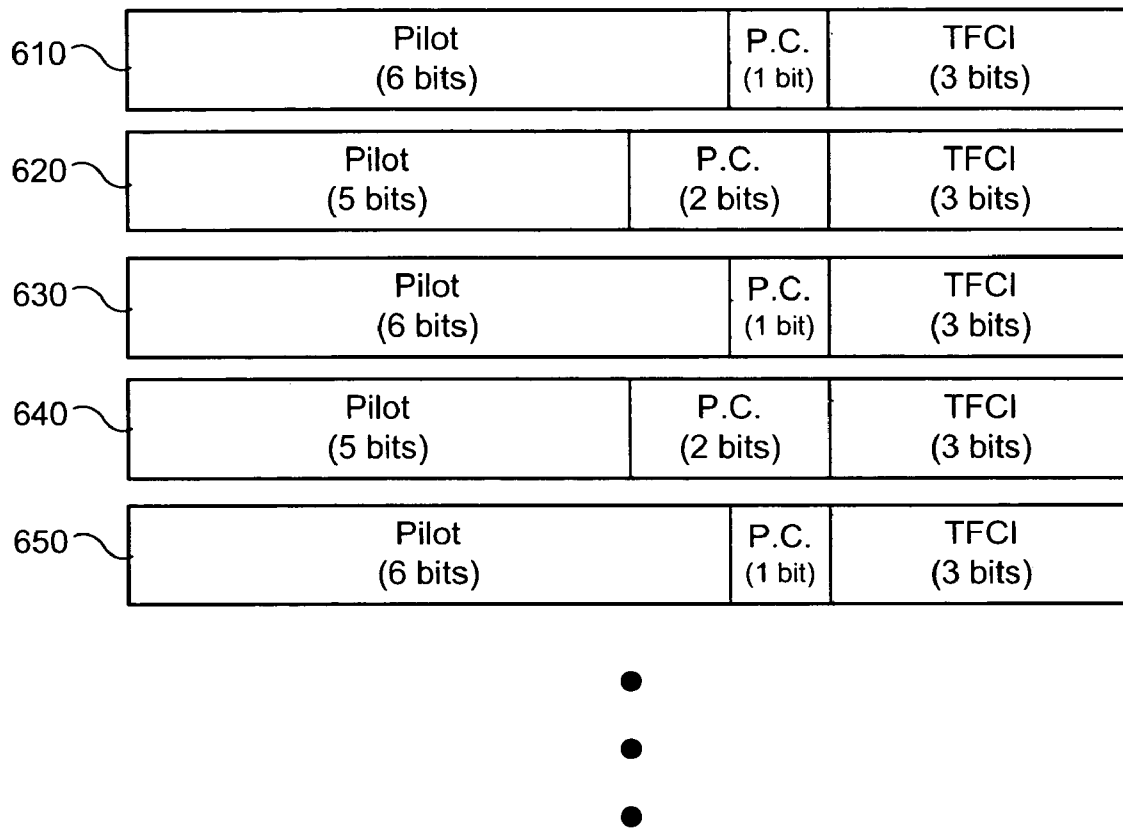 610
Pilot
(6 bits)
P.C.
(1 bit)
TFCI
(3 bits)
620
Pilot
(5 bits)
P.C.
(2 bits)
TFCI
(3 bits)
630
Pilot
(6 bits)
P.C.
(1 bit)
TFCI
(3 bits)
640
Pilot
(5 bits)
P.C.
(2 bits)
TFCI
(3 bits)
650
Pilot
(6 bits)
P.C.
(1 bit)
TFCI
(3 bits)